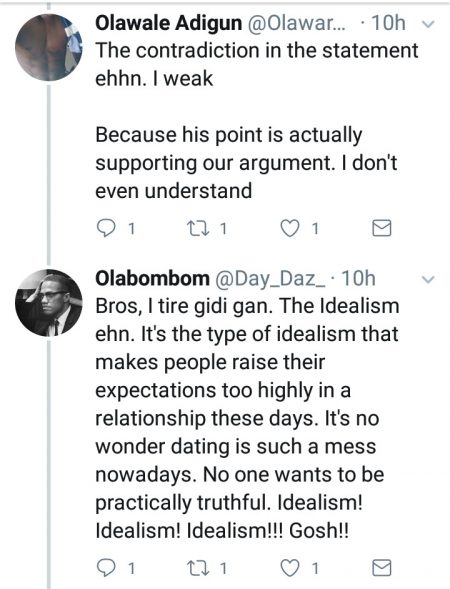 Olawale Adigun @Olawar... · 10h
The contradiction in the statement
ehhn. I weak
Because his point is actually
supporting our argument. I don't
even understand
1 1 1
Olabombom @Day_Daz_ · 10h
Bros, I tire gidi gan. The Idealism
ehn. It's the type of idealism that
makes people raise their
expectations too highly in a
relationship these days. It's no
wonder dating is such a mess
nowadays. No one wants to be
practically truthful. Idealism!
Idealism! Idealism!!! Gosh!!
1 1 1